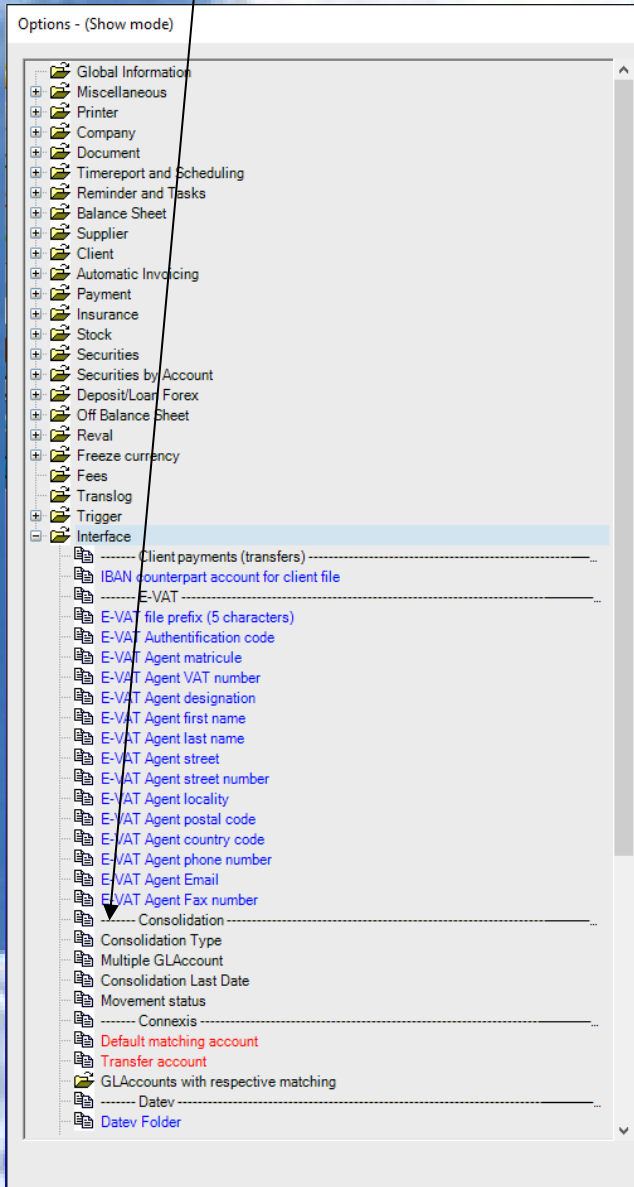 Options - (Show mode)
Global Information
Miscellaneous
Printer
Company
Document
Timereport and Scheduling
Reminder and Tasks
Balance Sheet
Supplier
Client
Automatic Invoicing
Payment
Insurance
Stock
Securities
Securities by Account
Deposit/Loan Forex
Off Balance Sheet
Reval
Freeze currency
Fees
Translog
Trigger
Interface
------- Client payments (transfers) ----------...
IBAN counterpart account for client file
------- E-VAT ----------...
E-VAT file prefix (5 characters)
E-VAT Authentification code
E-VAT Agent matricule
E-VAT Agent VAT number
E-VAT Agent designation
E-VAT Agent first name
E-VAT Agent last name
E-VAT Agent street
E-VAT Agent street number
E-VAT Agent locality
E-VAT Agent postal code
E-VAT Agent country code
E-VAT Agent phone number
E-VAT Agent Email
E-VAT Agent Fax number
------- Consolidation ----------...
Consolidation Type
Multiple GLAccount
Consolidation Last Date
Movement status
------- Connexis ----------...
Default matching account
Transfer account
GLAccounts with respective matching
------- Datev ----------...
Datev Folder